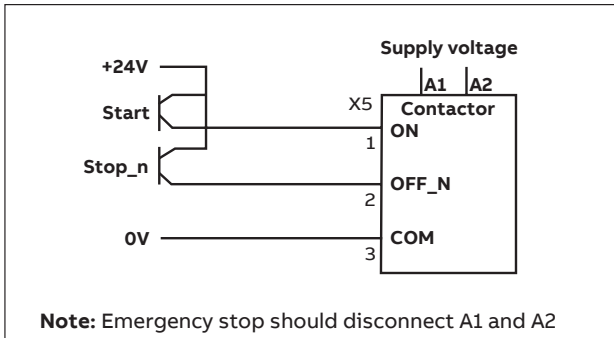 Supply voltage
+24V
A1 A2
X5 Contactor
Start
ON
1
Stop_n
OFF_N
2
0V COM
3
Note: Emergency stop should disconnect A1 and A2